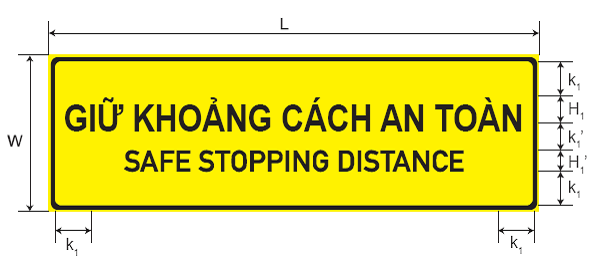 L
W
GIỮ KHOẢNG CÁCH AN TOÀN
SAFE STOPPING DISTANCE
k₁
H₁
k₁'
H₁'
k₁
k₁
k₁